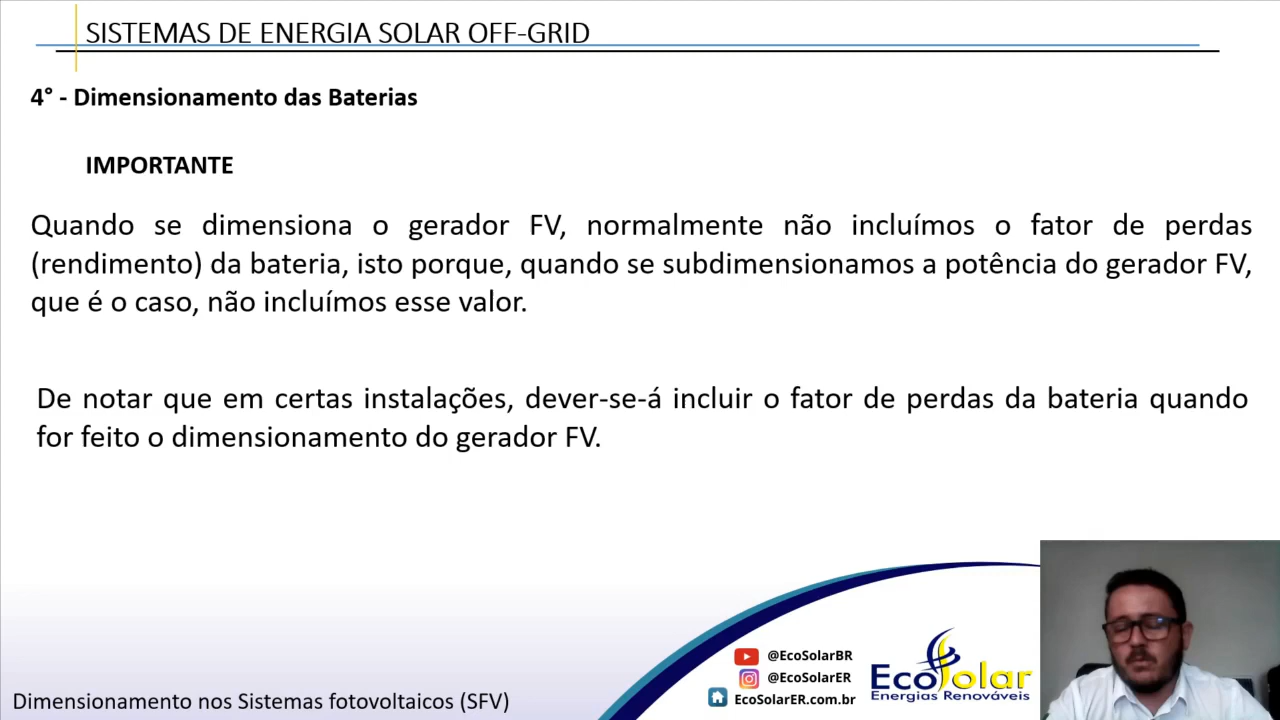 SISTEMAS DE ENERGIA SOLAR OFF-GRID
4° - Dimensionamento das Baterias
IMPORTANTE
Quando se dimensiona o gerador FV, normalmente não incluímos o fator de perdas
(rendimento) da bateria, isto porque, quando se subdimensionamos a potência do gerador FV,
que é o caso, não incluímos esse valor.
De notar que em certas instalações, dever-se-á incluir o fator de perdas da bateria quando
for feito o dimensionamento do gerador FV.
@EcoSolarBR
@EcoSolarER
EcoSolarER.com.br
EcoSolar
Energias Renováveis
Dimensionamento nos Sistemas fotovoltaicos (SFV)